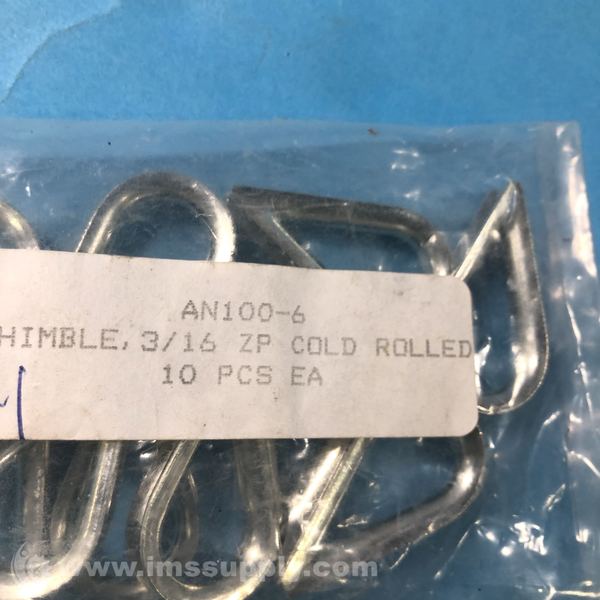 AN100-6
HIMBLE, 3/16 ZP COLD ROLLED
10 PCS EA
www.imssupply.com